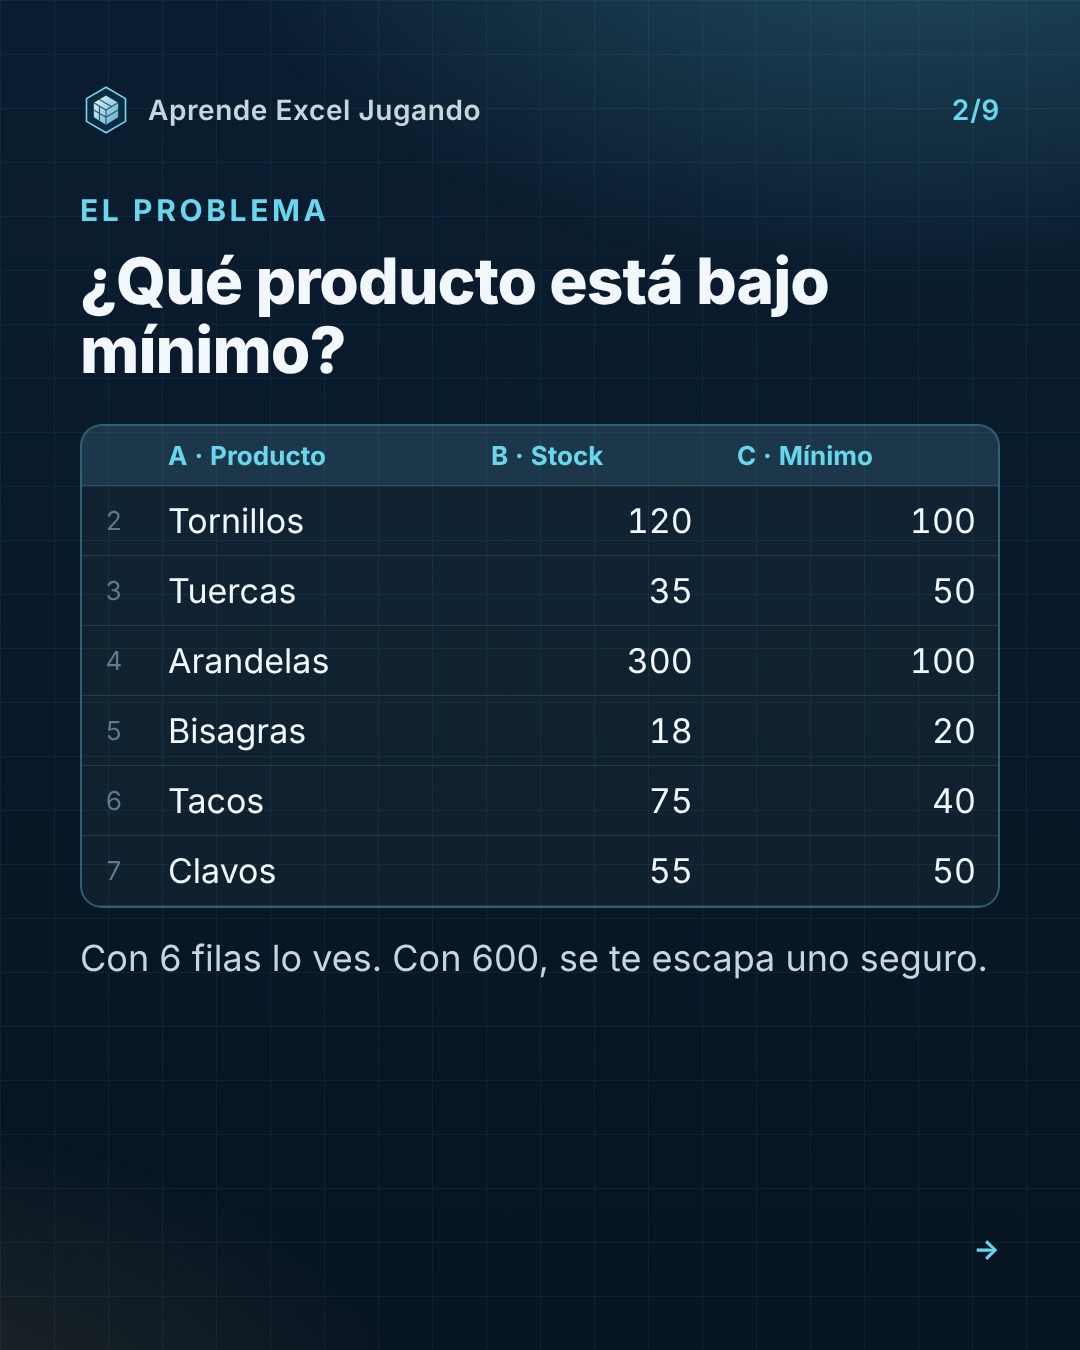 Aprende Excel Jugando 2/9
EL PROBLEMA
¿Qué producto está bajo
mínimo?
A · Producto B · Stock C · Mínimo
2 Tornillos 120 100
3 Tuercas 35 50
4 Arandelas 300 100
5 Bisagras 18 20
6 Tacos 75 40
7 Clavos 55 50
Con 6 filas lo ves. Con 600, se te escapa uno seguro.
→